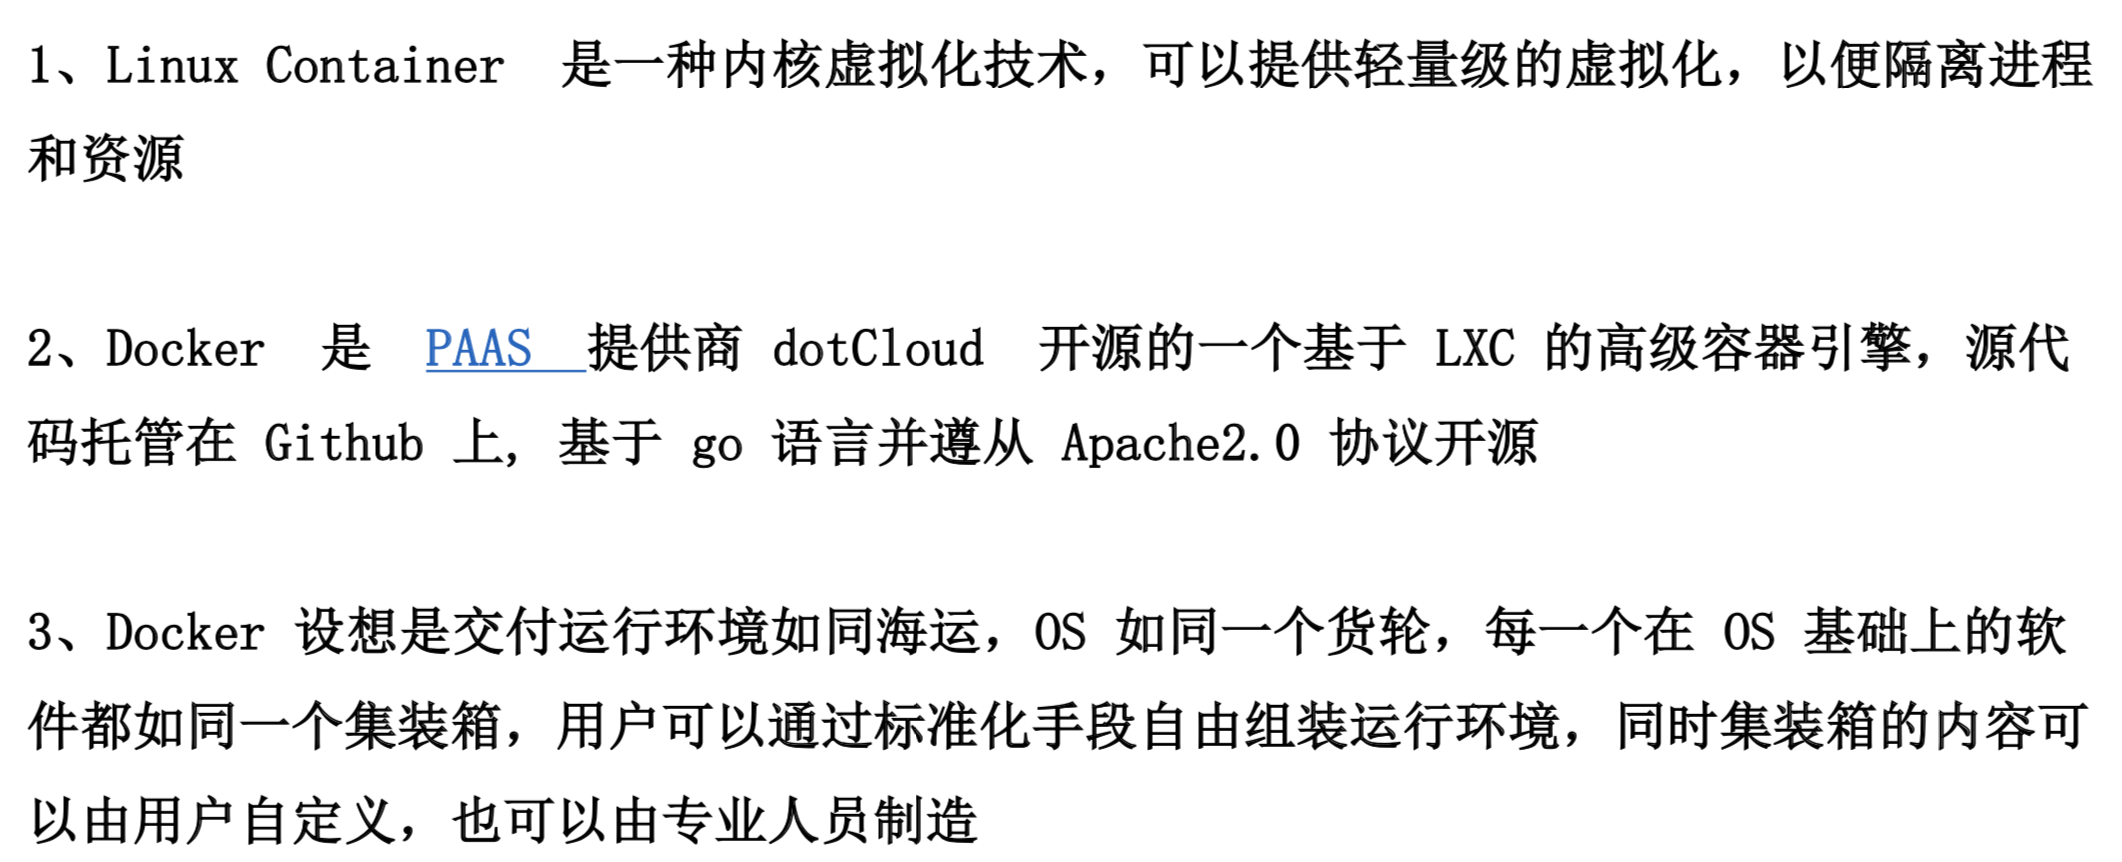 1、Linux Container 是一种内核虚拟化技术，可以提供轻量级的虚拟化，以便隔离进程
和资源
2、Docker 是 PAAS 提供商 dotCloud 开源的一个基于 LXC 的高级容器引擎，源代
码托管在 Github 上, 基于 go 语言并遵从 Apache2.0 协议开源
3、Docker 设想是交付运行环境如同海运，OS 如同一个货轮，每一个在 OS 基础上的软
件都如同一个集装箱，用户可以通过标准化手段自由组装运行环境，同时集装箱的内容可
以由用户自定义，也可以由专业人员制造